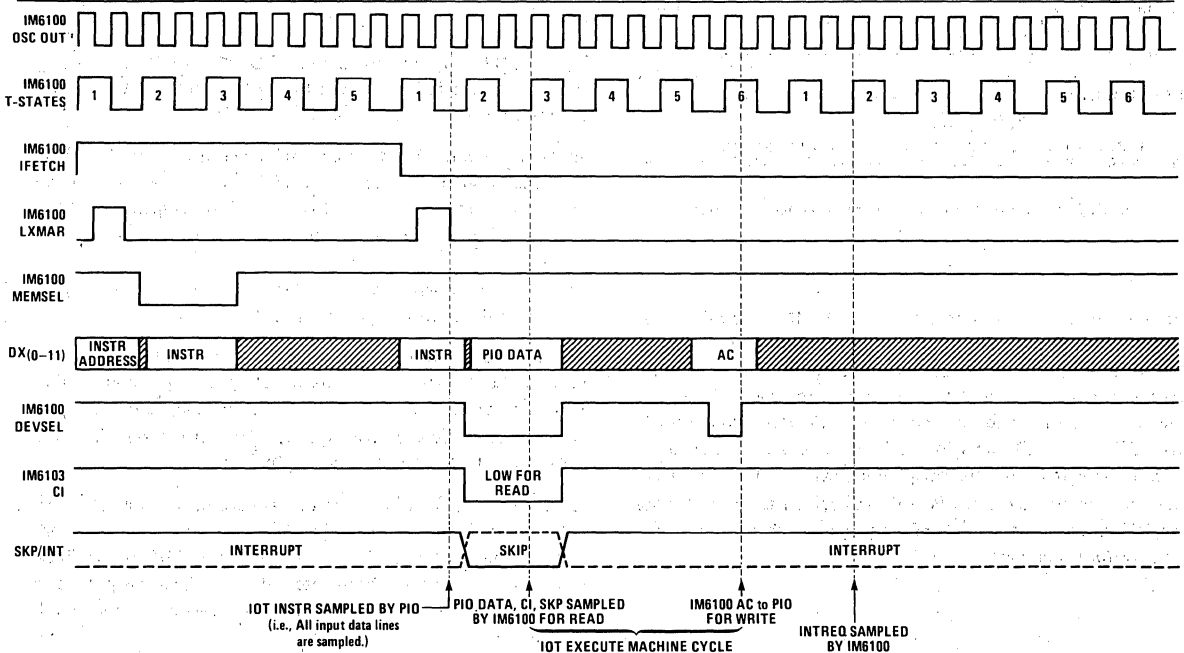 IM6100
OSC OUT
IM6100
T-STATES
1 2 3 4 5 1 2 3 4 5 6 1 2 3 4 5 6
IM6100
IFETCH
IM6100
LXMAR
IM6100
MEMSEL
DX(0–11)
INSTR
ADDRESS
INSTR
INSTR
PIO DATA
AC
IM6100
DEVSEL
IM6103
CI
LOW FOR
READ
SKP/INT
INTERRUPT
SKIP
INTERRUPT
IOT INSTR SAMPLED BY PIO
(i.e., All input data lines
are sampled.)
PIO DATA, CI, SKP SAMPLED
BY IM6100 FOR READ
IM6100 AC to PIO
FOR WRITE
INTREQ SAMPLED
BY IM6100
IOT EXECUTE MACHINE CYCLE